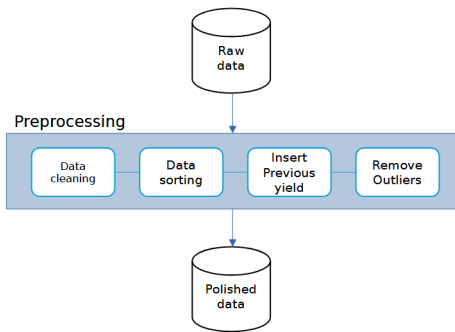 Raw
data
Preprocessing
Data
cleaning
Data
sorting
Insert
Previous
yield
Remove
Outliers
Polished
data